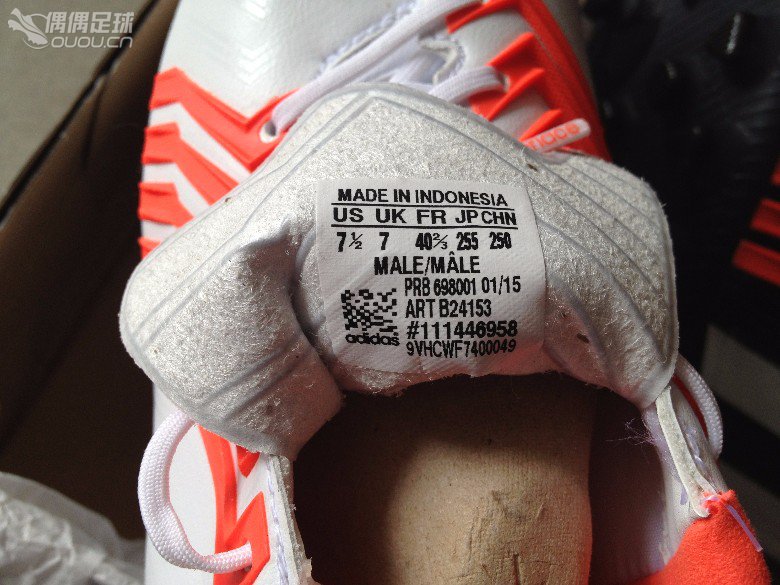 偶偶足球
OUOU.CN
MADE IN INDONESIA
US UK FR JP CHN
7½ 7 40⅔ 255 250
MALE/MÂLE
PRB 698001 01/15
ART B24153
#111446958
adidas
9VHCWF7400049